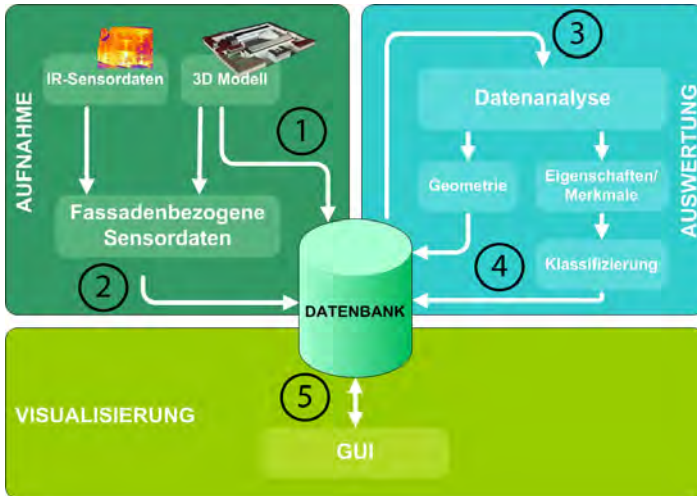 AUFNAHME
IR-Sensordaten
3D Modell
1
Fassadenbezogene
Sensordaten
2
3
AUSWERTUNG
Datenanalyse
Geometrie
Eigenschaften/
Merkmale
4
Klassifizierung
DATENBANK
5
VISUALISIERUNG
GUI